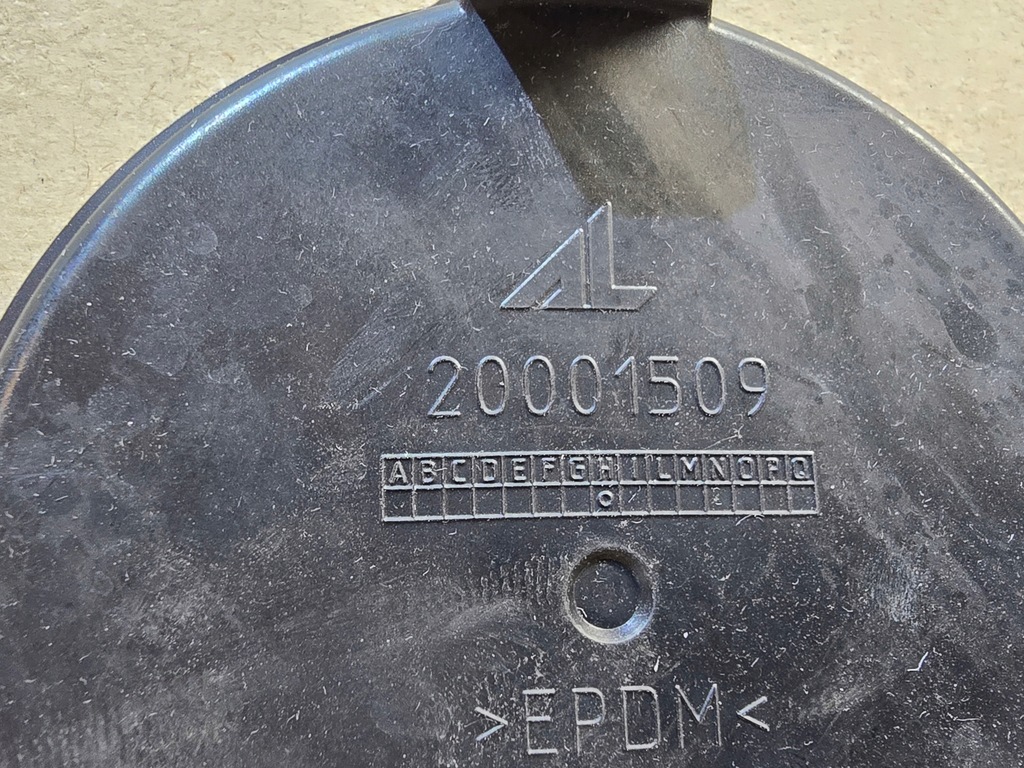 AL
20001509
ABCDEFGHILMNOPQ
O
>EPDM<